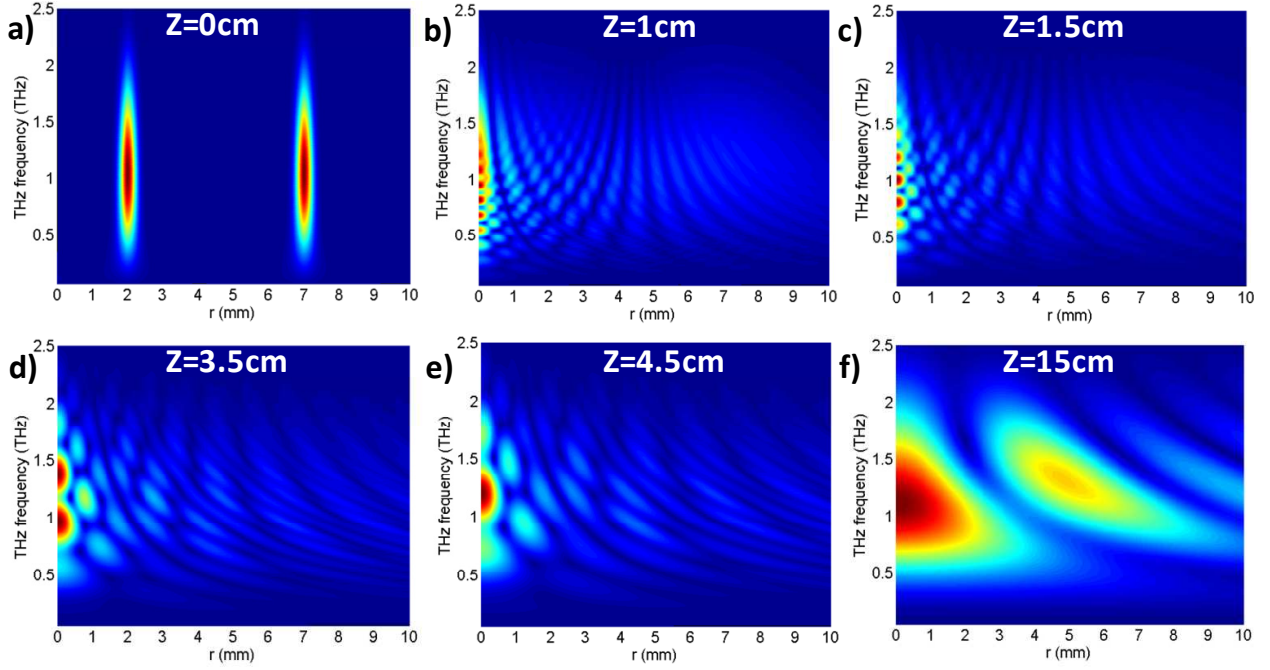 a) Z=0cm
2.5
2
1.5
1
0.5
THz frequency (THz)
0 1 2 3 4 5 6 7 8 9 10
r (mm)
b) Z=1cm
2.5
2
1.5
1
0.5
THz frequency (THz)
0 1 2 3 4 5 6 7 8 9 10
r (mm)
c) Z=1.5cm
2.5
2
1.5
1
0.5
THz frequency (THz)
0 1 2 3 4 5 6 7 8 9 10
r (mm)
d) Z=3.5cm
2.5
2
1.5
1
0.5
THz frequency (THz)
0 1 2 3 4 5 6 7 8 9 10
r (mm)
e) Z=4.5cm
2.5
2
1.5
1
0.5
THz frequency (THz)
0 1 2 3 4 5 6 7 8 9 10
r (mm)
f) Z=15cm
2.5
2
1.5
1
0.5
THz frequency (THz)
0 1 2 3 4 5 6 7 8 9 10
r (mm)